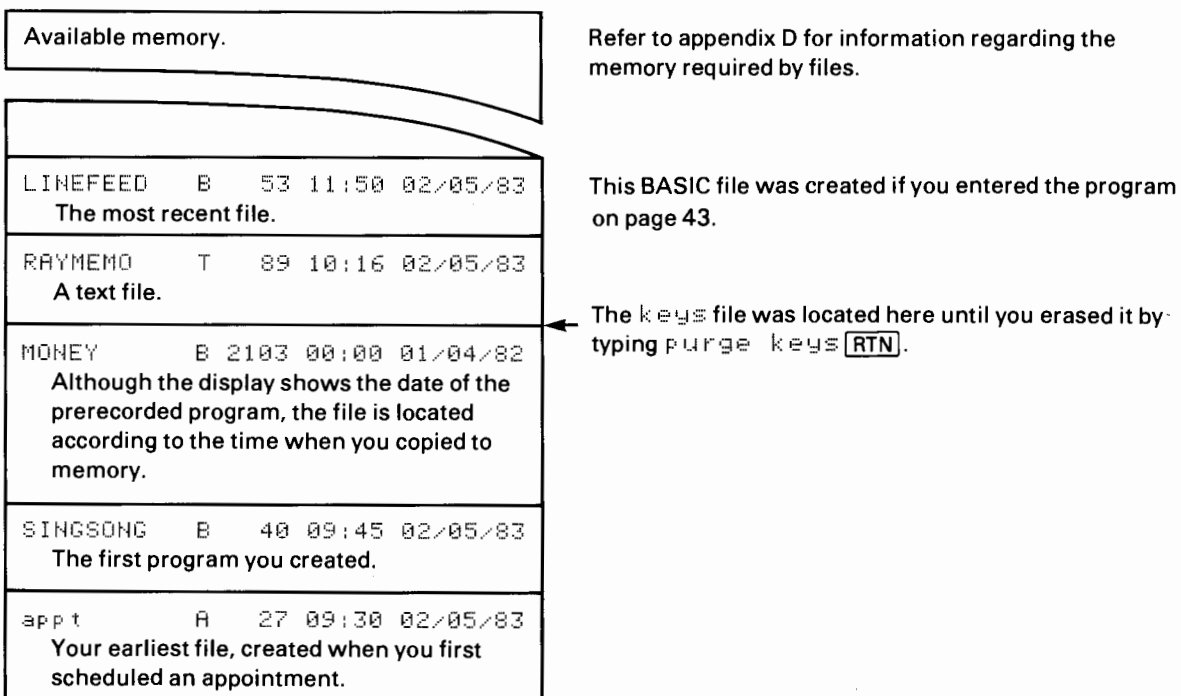 Available memory.
Refer to appendix D for information regarding the
memory required by files.
LINEFEED B 53 11:50 02/05/83
The most recent file.
This BASIC file was created if you entered the program
on page 43.
RAYMEMO T 89 10:16 02/05/83
A text file.
The keys file was located here until you erased it by
typing purge keys RTN.
MONEY B 2103 00:00 01/04/82
Although the display shows the date of the
prerecorded program, the file is located
according to the time when you copied to
memory.
SINGSONG B 40 09:45 02/05/83
The first program you created.
appt A 27 09:30 02/05/83
Your earliest file, created when you first
scheduled an appointment.